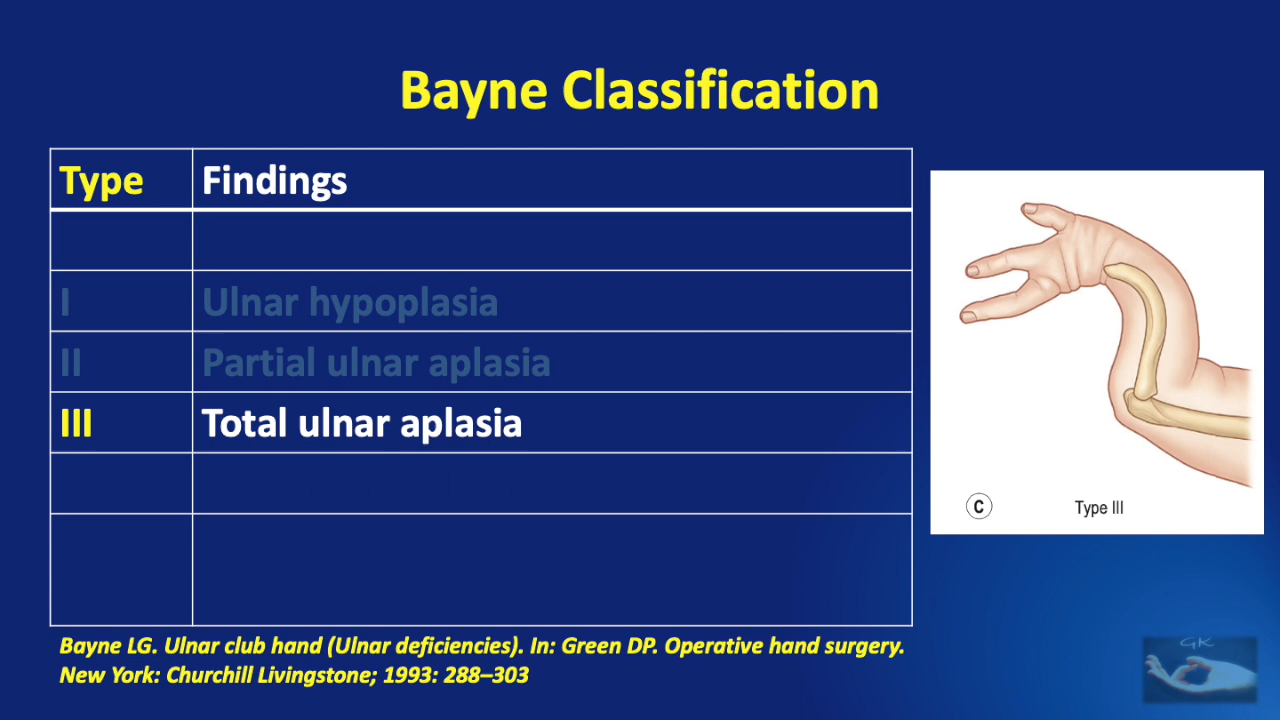 Bayne Classification
Type Findings
I Ulnar hypoplasia
II Partial ulnar aplasia
III Total ulnar aplasia
C Type III
Bayne LG. Ulnar club hand (Ulnar deficiencies). In: Green DP. Operative hand surgery.
New York: Churchill Livingstone; 1993: 288–303
GK